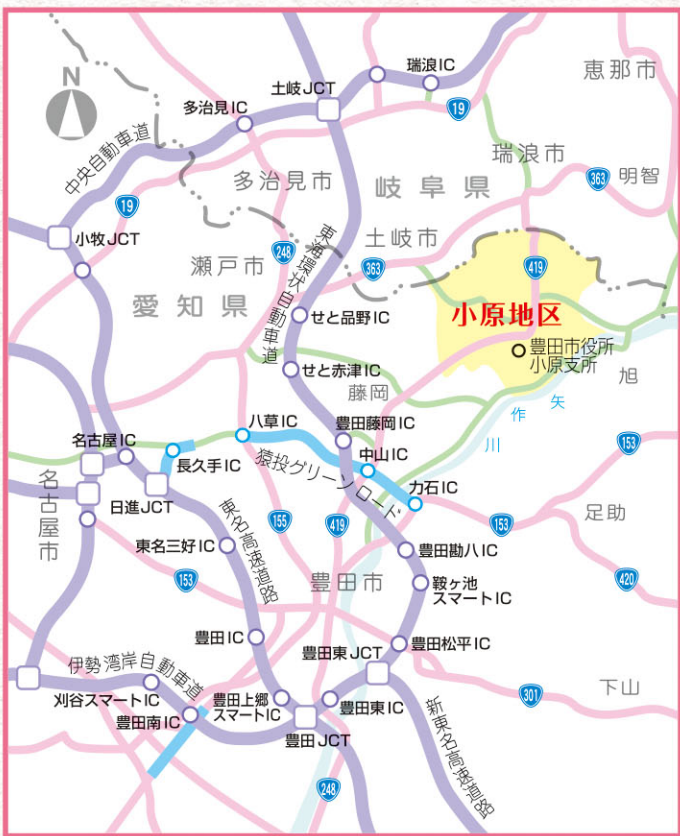 N
瑞浪IC
土岐JCT
恵那市
多治見IC
19
中央自動車道
瑞浪市
多治見市
岐阜県
363
明智
19
小牧JCT
土岐市
248
東海環状自動車道
瀬戸市
363
419
愛知県
せと品野IC
小原地区
豊田市役所
小原支所
せと赤津IC
藤岡
旭
矢作川
八草IC
豊田藤岡IC
名古屋IC
長久手IC
猿投グリーンロード
中山IC
153
力石IC
名古屋市
日進JCT
東名高速道路
155
419
153
足助
東名三好IC
豊田勘八IC
153
豊田市
鞍ヶ池
スマートIC
420
豊田IC
豊田東JCT
豊田松平IC
伊勢湾岸自動車道
下山
刈谷スマートIC
豊田上郷
スマートIC
豊田東IC
301
豊田南IC
豊田JCT
新東名高速道路
248